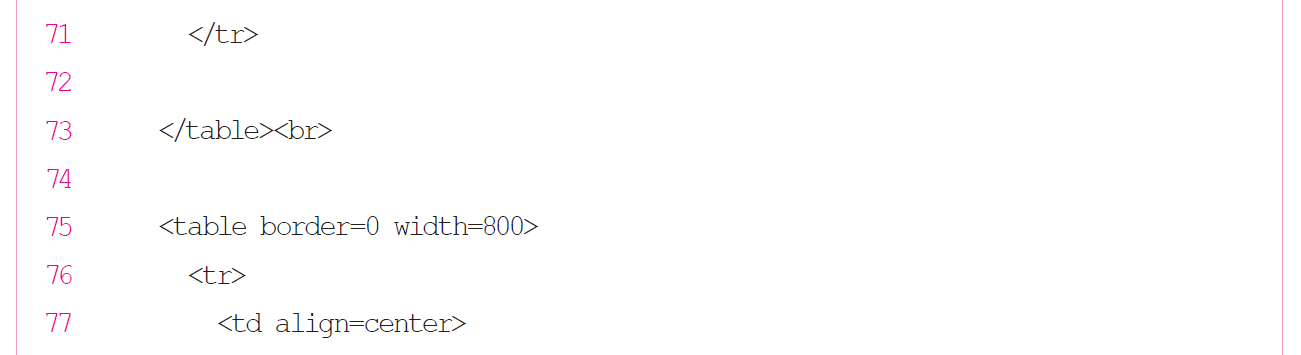 71        </tr>
72
73      </table><br>
74
75      <table border=0 width=800>
76        <tr>
77          <td align=center>